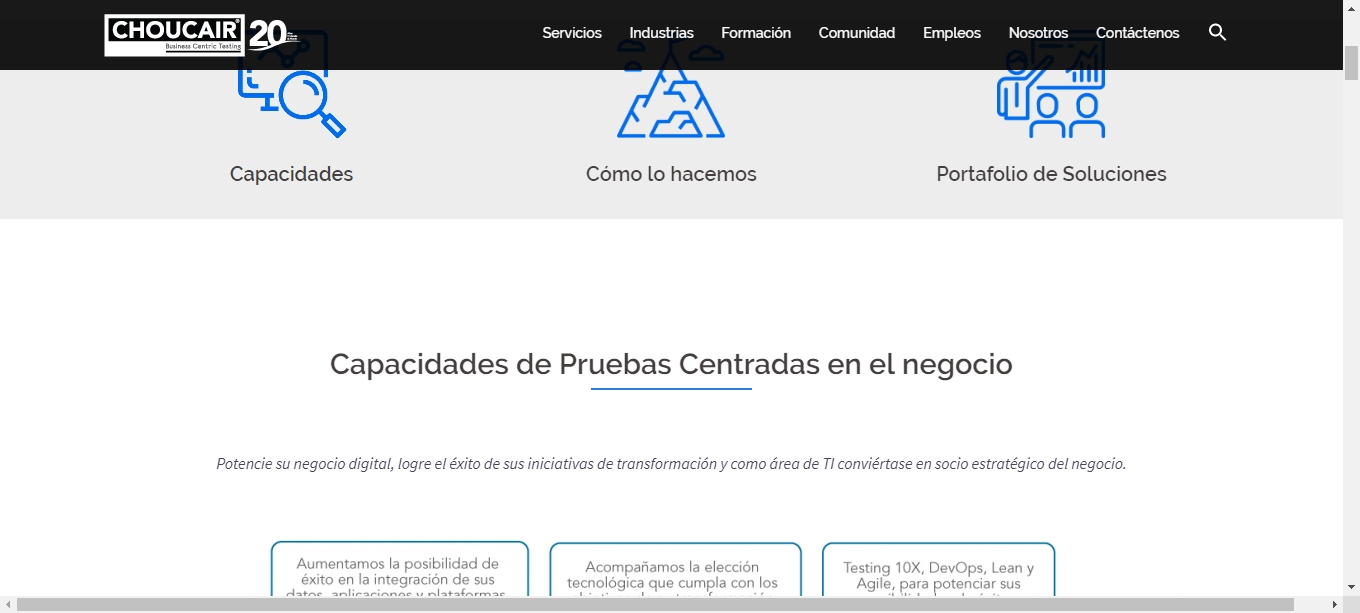 CHOUCAIR
Business Centric Testing
20
Servicios Industrias Formación Comunidad Empleos Nosotros Contáctenos
Capacidades Cómo lo hacemos Portafolio de Soluciones
Capacidades de Pruebas Centradas en el negocio
Potencie su negocio digital, logre el éxito de sus iniciativas de transformación y como área de TI conviértase en socio estratégico del negocio.
Aumentamos la posibilidad de
éxito en la integración de sus
datos, aplicaciones y plataformas
Acompañamos la elección
tecnológica que cumpla con los
Testing 10X, DevOps, Lean y
Agile, para potenciar sus